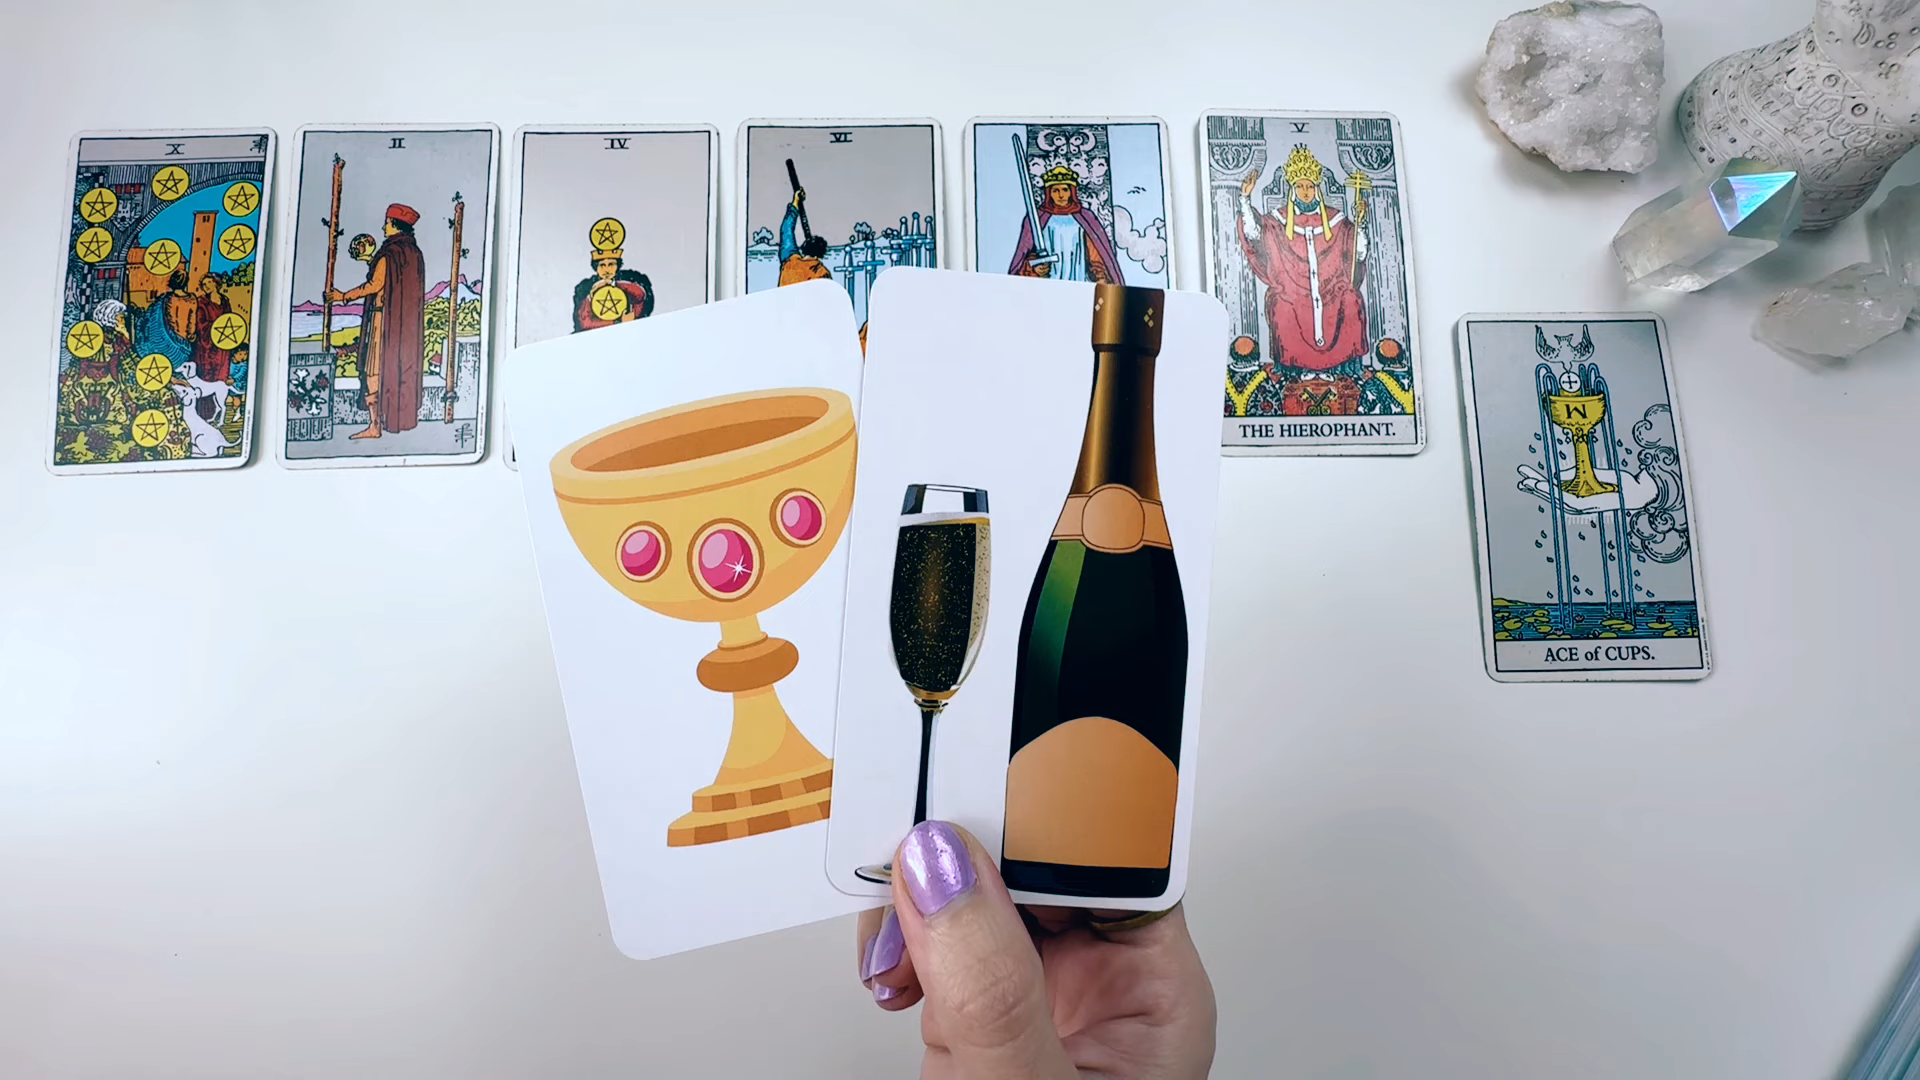 X
II
IV
VI
V
THE HIEROPHANT.
ACE of CUPS.